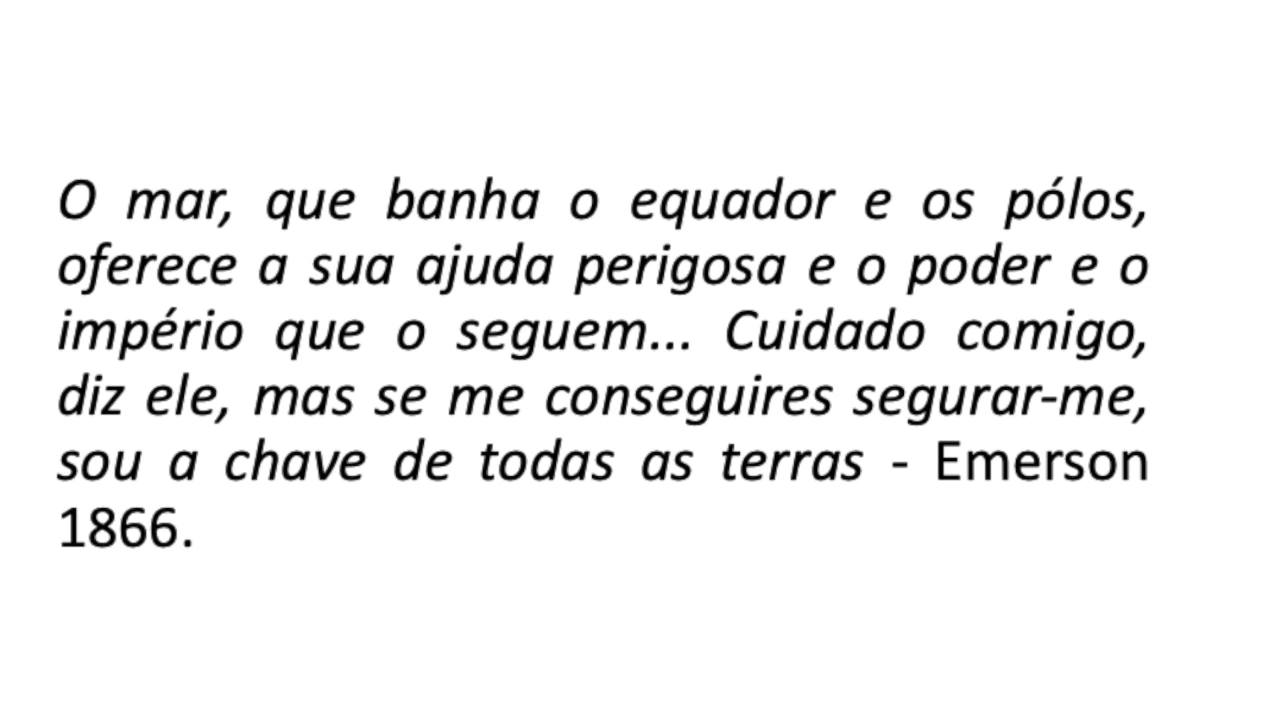 O mar, que banha o equador e os pólos,
oferece a sua ajuda perigosa e o poder e o
império que o seguem... Cuidado comigo,
diz ele, mas se me conseguires segurar-me,
sou a chave de todas as terras - Emerson
1866.